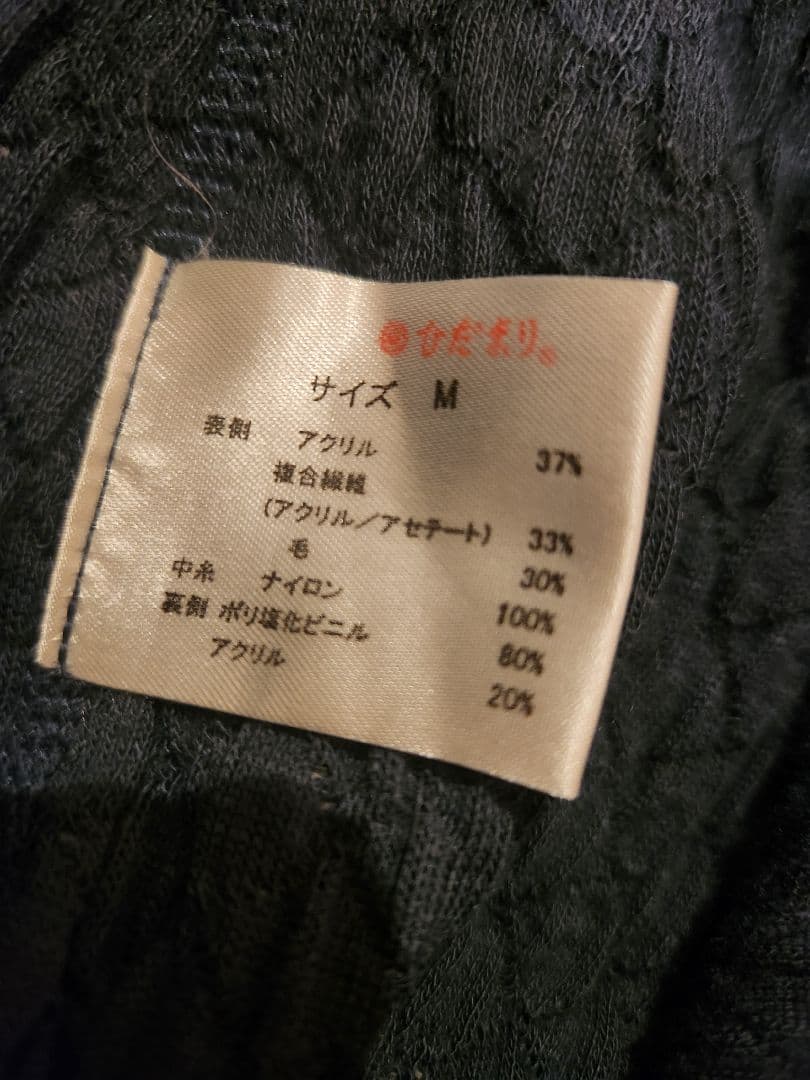 ひだまり®
サイズ M
表側 アクリル 37%
複合繊維
(アクリル/アセテート) 33%
毛 30%
中糸 ナイロン 100%
裏側 ポリ塩化ビニル 80%
アクリル 20%